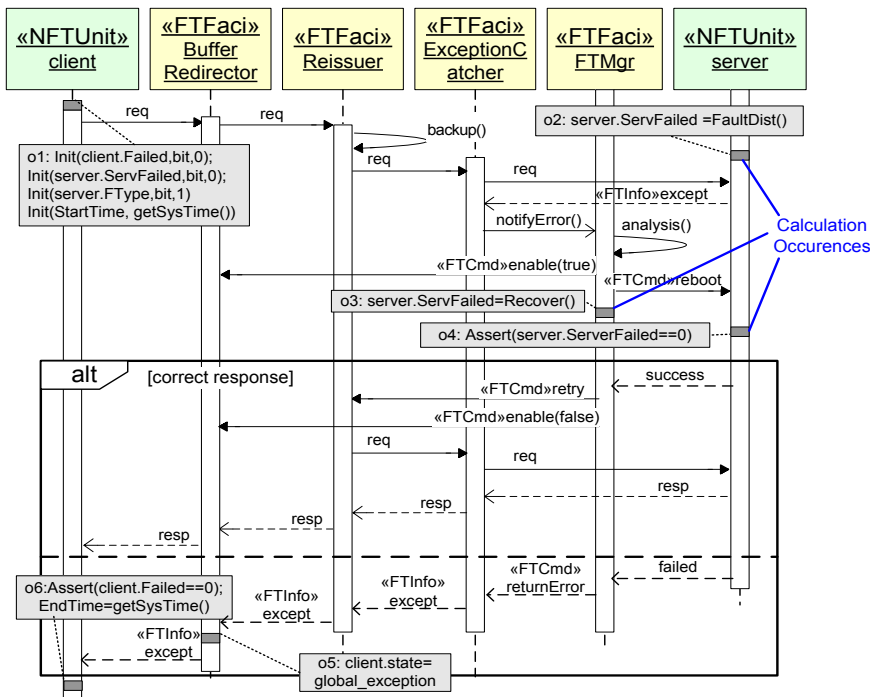 «NFTUnit»
client
«FTFaci»
Buffer
Redirector
«FTFaci»
Reissuer
«FTFaci»
ExceptionC
atcher
«FTFaci»
FTMgr
«NFTUnit»
server
req
req
backup()
o2: server.ServFailed =FaultDist()
o1: Init(client.Failed,bit,0);
Init(server.ServFailed,bit,0);
Init(server.FType,bit,1)
Init(StartTime, getSysTime())
req
req
«FTInfo»except
notifyError()
analysis()
Calculation
Occurences
«FTCmd»enable(true)
«FTCmd»reboot
o3: server.ServFailed=Recover()
o4: Assert(server.ServerFailed==0)
alt
[correct response]
success
«FTCmd»retry
«FTCmd»enable(false)
req
req
resp
resp
resp
resp
failed
«FTCmd»
returnError
«FTInfo»
except
«FTInfo»
except
o6:Assert(client.Failed==0);
EndTime=getSysTime()
«FTInfo»
except
o5: client.state=
global_exception